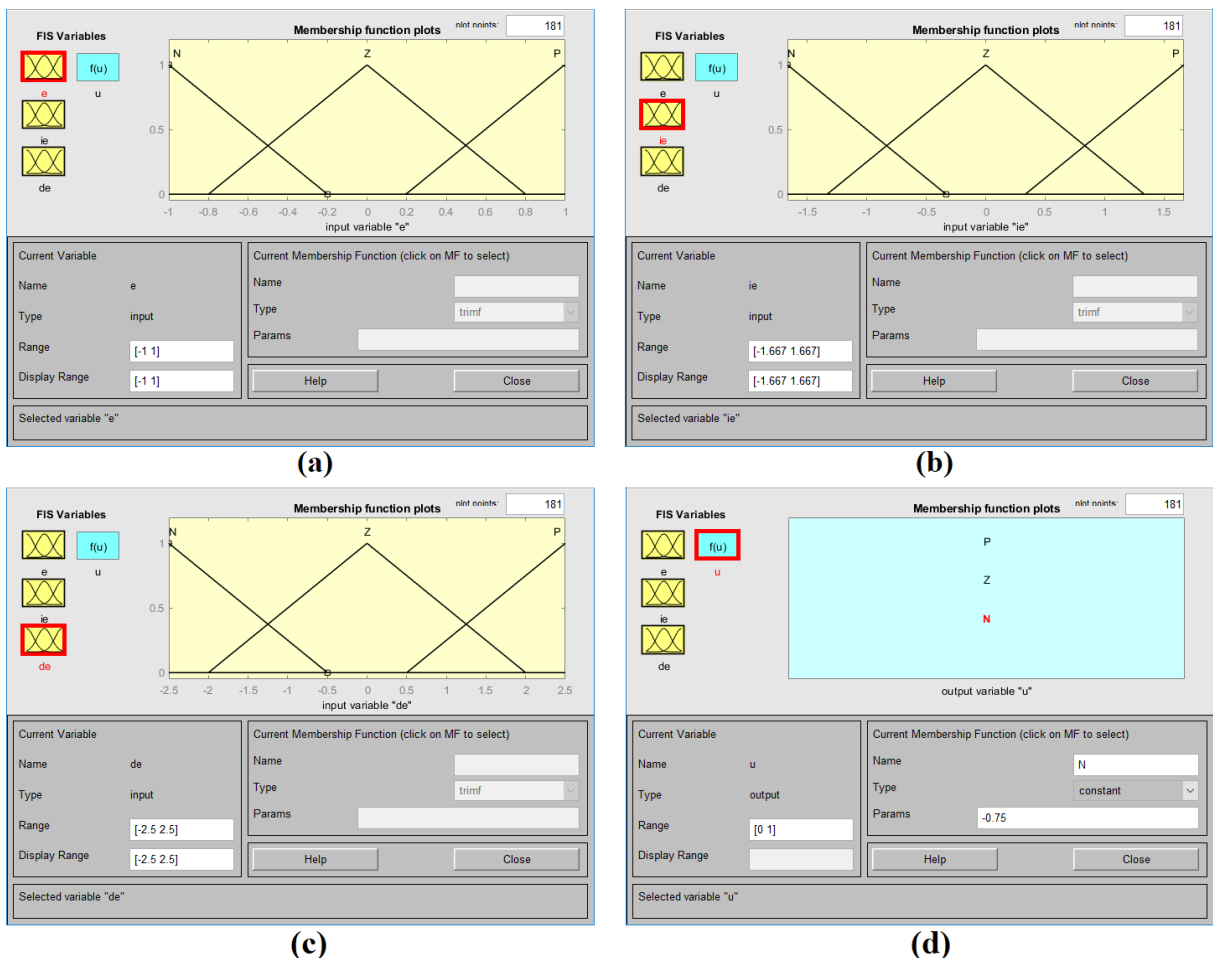 FIS Variables
Membership function plots
plot points:
181
f(u)
e
u
ie
de
N
Z
P
1
0.5
0
-1
-0.8
-0.6
-0.4
-0.2
0
0.2
0.4
0.6
0.8
1
input variable "e"
Current Variable
Name
e
Type
input
Range
[-1 1]
Display Range
[-1 1]
Current Membership Function (click on MF to select)
Name
Type
trimf
Params
Help
Close
Selected variable "e"
(a)
FIS Variables
Membership function plots
plot points:
181
f(u)
e
u
ie
de
N
Z
P
1
0.5
0
-1.5
-1
-0.5
0
0.5
1
1.5
input variable "ie"
Current Variable
Name
ie
Type
input
Range
[-1.667 1.667]
Display Range
[-1.667 1.667]
Current Membership Function (click on MF to select)
Name
Type
trimf
Params
Help
Close
Selected variable "ie"
(b)
FIS Variables
Membership function plots
plot points:
181
f(u)
e
u
ie
de
N
Z
P
1
0.5
0
-2.5
-2
-1.5
-1
-0.5
0
0.5
1
1.5
2
2.5
input variable "de"
Current Variable
Name
de
Type
input
Range
[-2.5 2.5]
Display Range
[-2.5 2.5]
Current Membership Function (click on MF to select)
Name
Type
trimf
Params
Help
Close
Selected variable "de"
(c)
FIS Variables
Membership function plots
plot points:
181
f(u)
e
u
ie
de
P
Z
N
output variable "u"
Current Variable
Name
u
Type
output
Range
[0 1]
Display Range
Current Membership Function (click on MF to select)
Name
N
Type
constant
Params
-0.75
Help
Close
Selected variable "u"
(d)